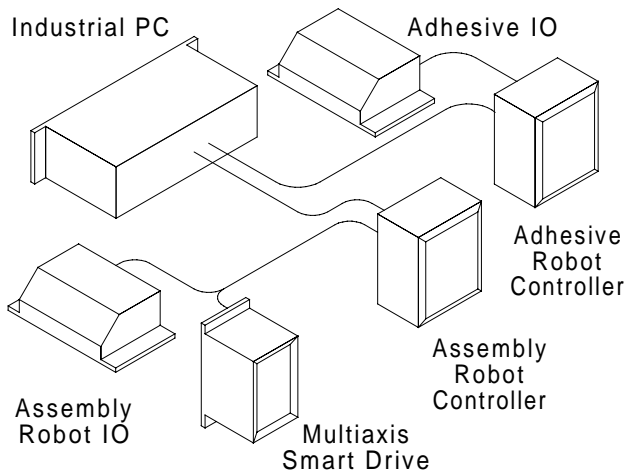 Industrial PC
Adhesive IO
Adhesive
Robot
Controller
Assembly
Robot
Controller
Assembly
Robot IO
Multiaxis
Smart Drive